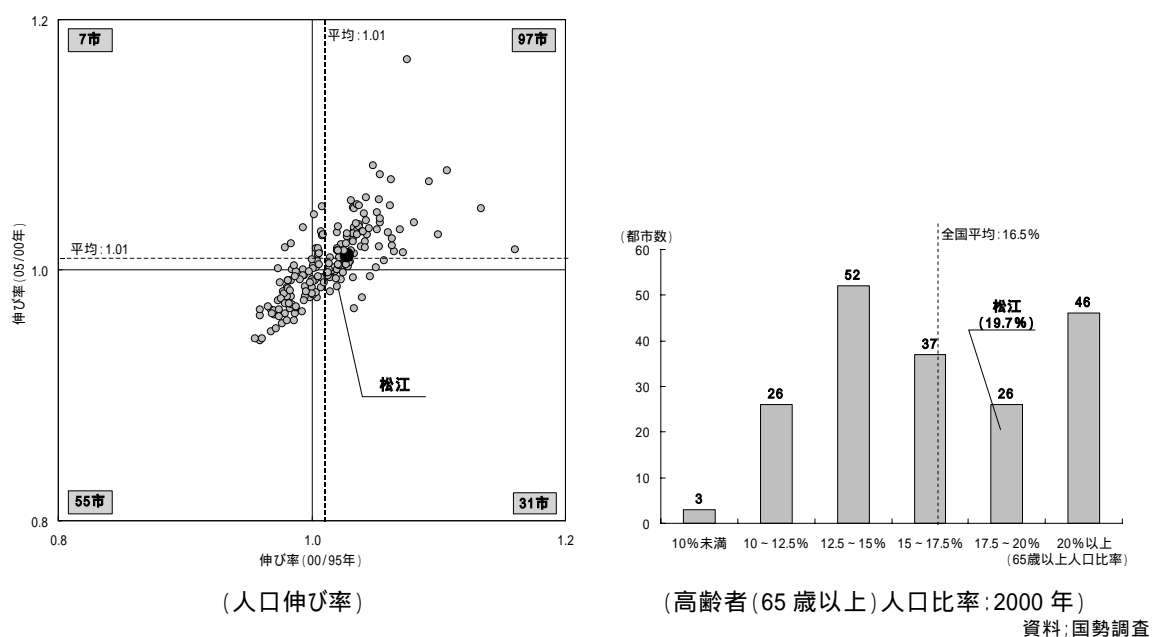 1.2
7市
平均:1.01
97市
伸び率(05/00年)
平均:1.01
1.0
松江
55市
31市
0.8
0.8
1.0
1.2
伸び率(00/95年)
(人口伸び率)
(都市数)
全国平均:16.5%
60
50
40
30
20
10
0
3
26
52
37
26
46
松江
(19.7%)
10%未満
10~12.5%
12.5~15%
15~17.5%
17.5~20%
20%以上
(65歳以上人口比率)
(高齢者(65歳以上)人口比率:2000年)
資料;国勢調査